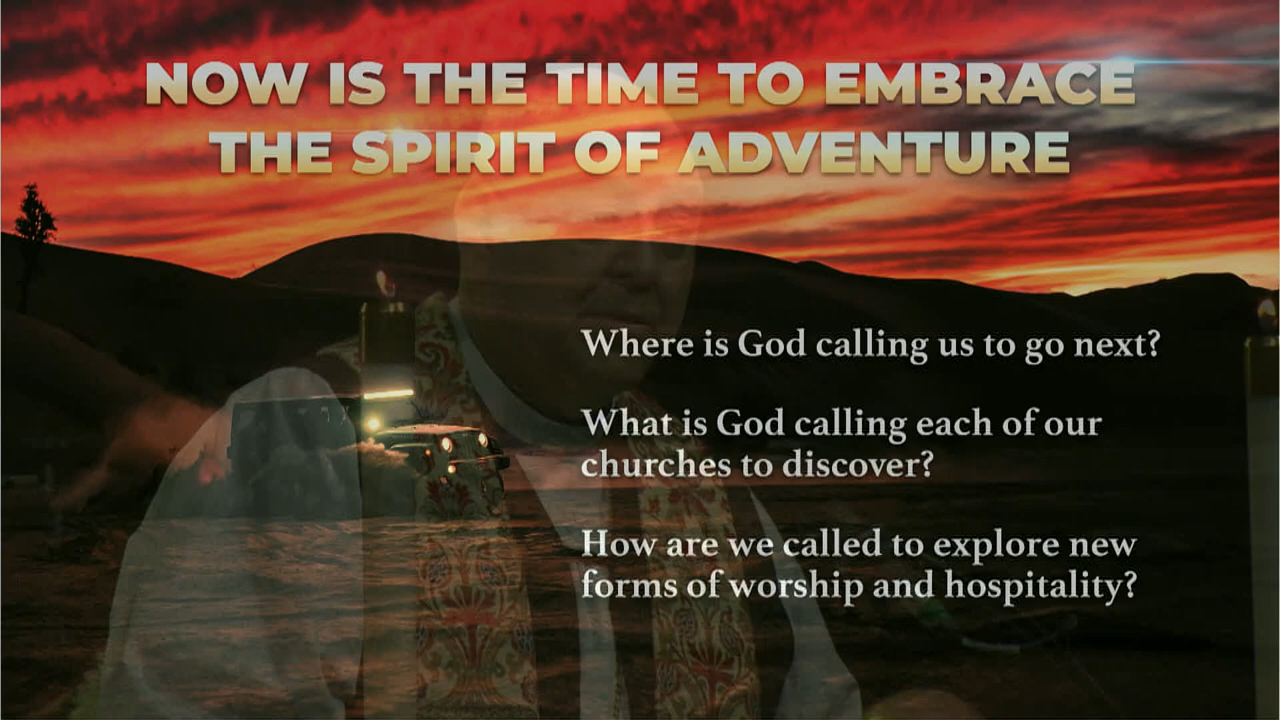 NOW IS THE TIME TO EMBRACE
THE SPIRIT OF ADVENTURE
Where is God calling us to go next?
What is God calling each of our
churches to discover?
How are we called to explore new
forms of worship and hospitality?